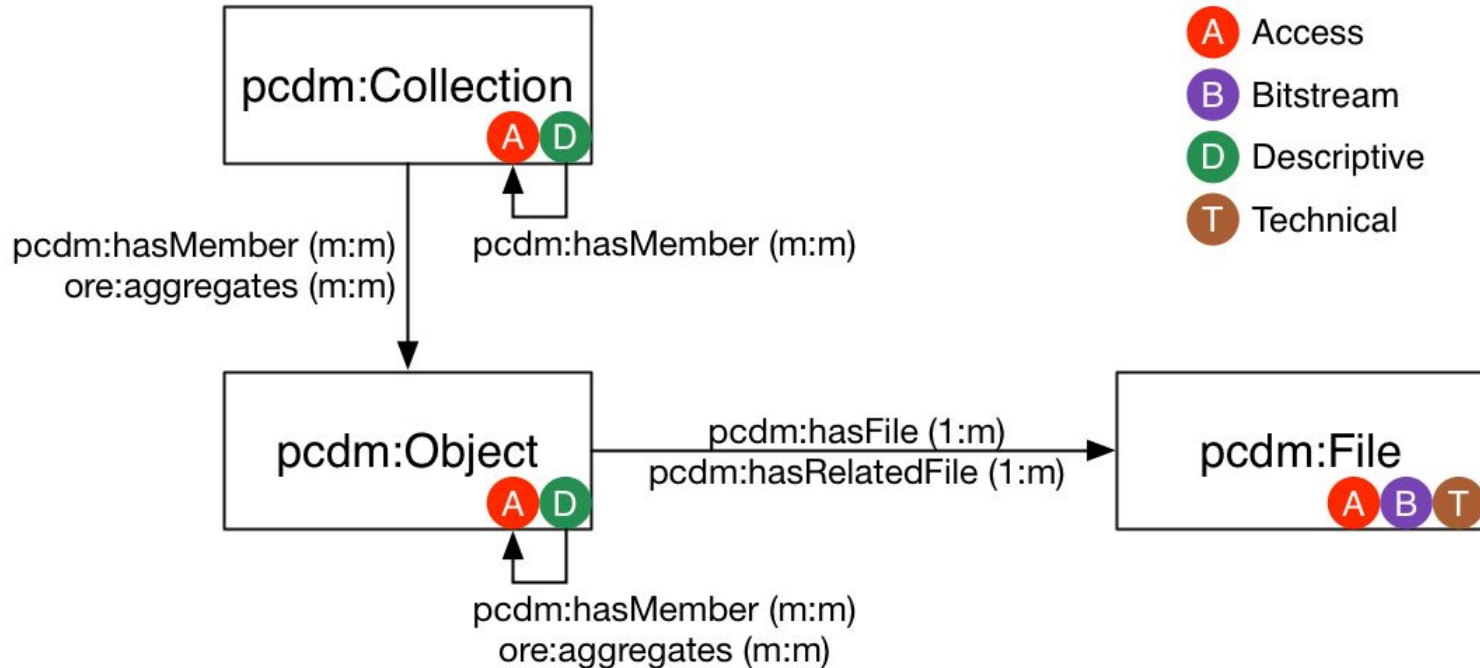 pcdm:Collection
A D
pcdm:hasMember (m:m)
pcdm:hasMember (m:m)
ore:aggregates (m:m)
A Access
B Bitstream
D Descriptive
T Technical
pcdm:Object
A D
pcdm:hasFile (1:m)
pcdm:hasRelatedFile (1:m)
pcdm:File
A B T
pcdm:hasMember (m:m)
ore:aggregates (m:m)